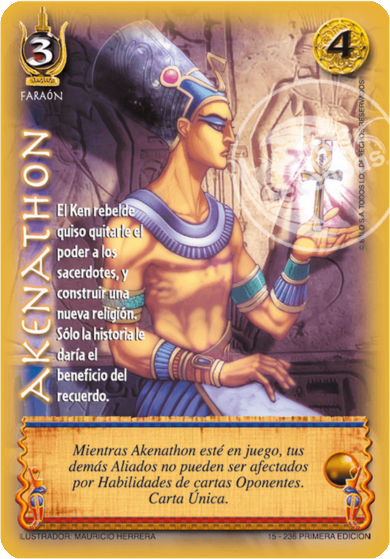 3
4
FARAÓN
AKENATHON
El Ken rebelde
quiso quitarle el
poder a los
sacerdotes, y
construir una
nueva religión.
Sólo la historia le
daría el
beneficio del
recuerdo.
Mientras Akenathon esté en juego, tus
demás Aliados no pueden ser afectados
por Habilidades de cartas Oponentes.
Carta Única.
ILUSTRADOR: MAURICIO HERRERA
15 - 236 PRIMERA EDICION